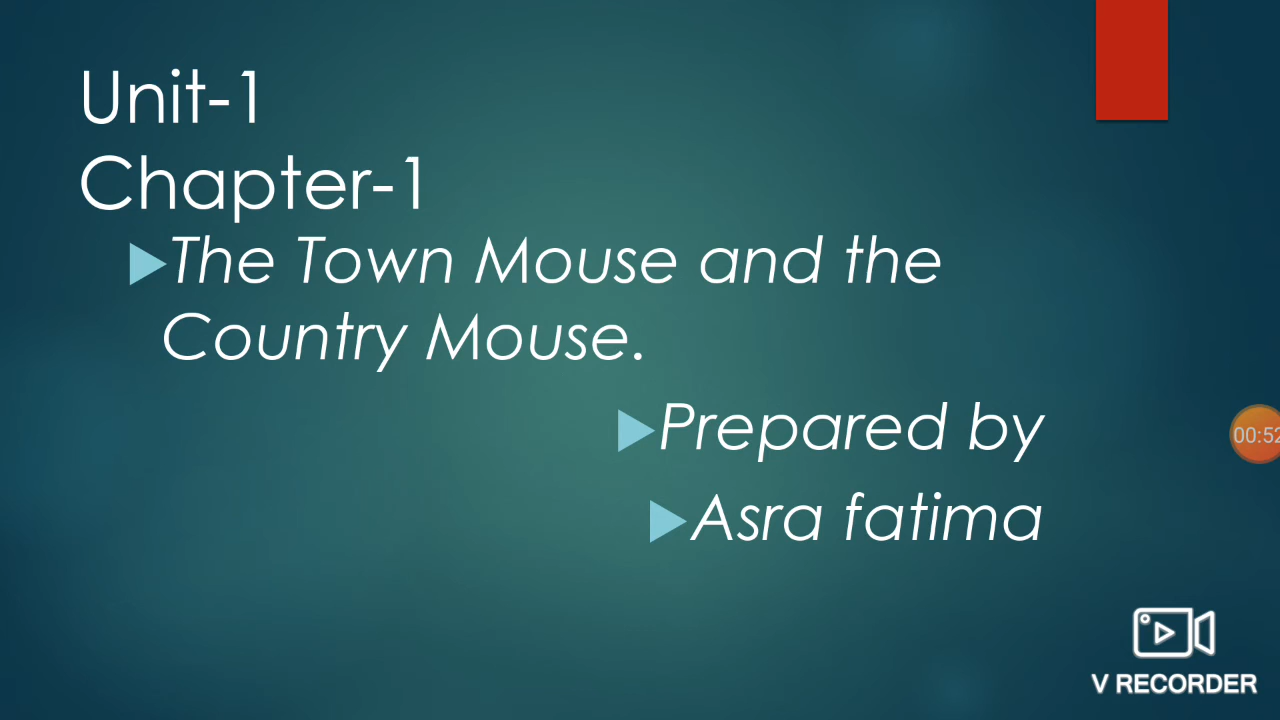 Unit-1
Chapter-1
The Town Mouse and the
Country Mouse.
Prepared by
Asra fatima
00:52
V RECORDER